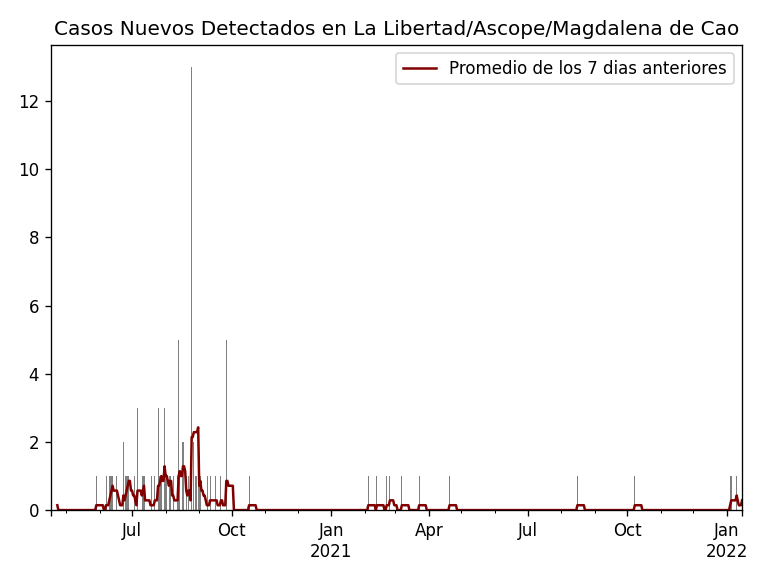 Casos Nuevos Detectados en La Libertad/Ascope/Magdalena de Cao
Promedio de los 7 dias anteriores
12
10
8
6
4
2
0
Jul Oct Jan Apr Jul Oct Jan
2021 2022